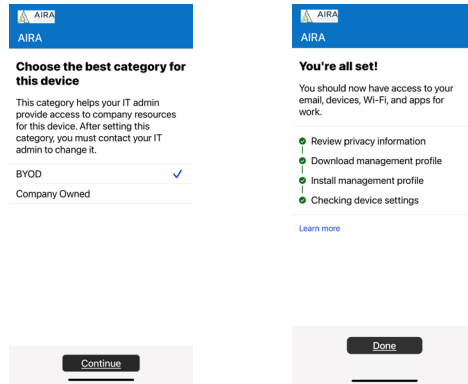 AIRA
AIRA
Choose the best category for
this device
This category helps your IT admin
provide access to company resources
for this device. After setting this
category, you must contact your IT
admin to change it.
BYOD
Company Owned
Continue
AIRA
AIRA
You're all set!
You should now have access to your
email, devices, Wi-Fi, and apps for
work.
Review privacy information
Download management profile
Install management profile
Checking device settings
Learn more
Done